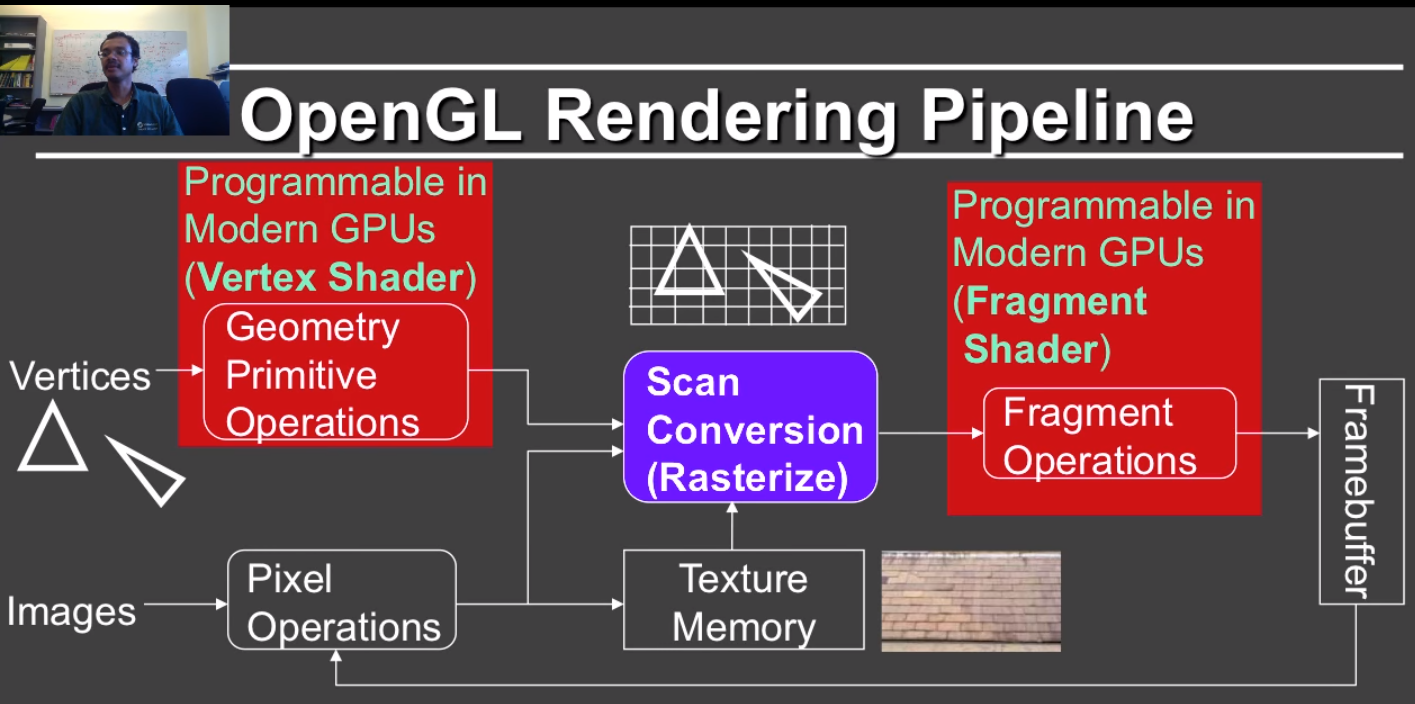 OpenGL Rendering Pipeline
Programmable in
Modern GPUs
(Vertex Shader)
Geometry
Primitive
Operations
Vertices
Scan
Conversion
(Rasterize)
Programmable in
Modern GPUs
(Fragment
Shader)
Fragment
Operations
Framebuffer
Images
Pixel
Operations
Texture
Memory